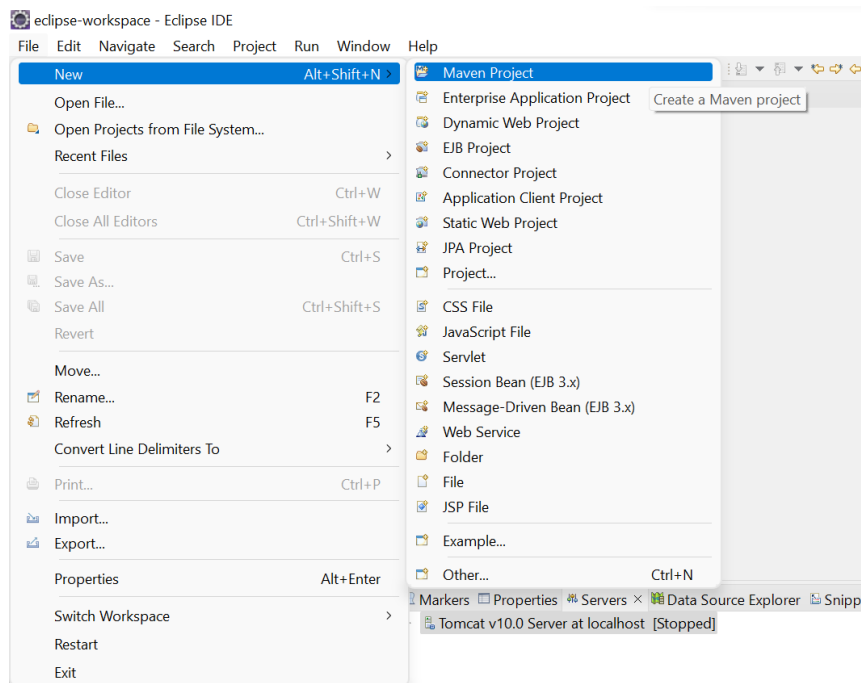 eclipse-workspace - Eclipse IDE
File Edit Navigate Search Project Run Window Help
New Alt+Shift+N
Open File...
Open Projects from File System...
Recent Files
Close Editor Ctrl+W
Close All Editors Ctrl+Shift+W
Save Ctrl+S
Save As...
Save All Ctrl+Shift+S
Revert
Move...
Rename... F2
Refresh F5
Convert Line Delimiters To
Print... Ctrl+P
Import...
Export...
Properties Alt+Enter
Switch Workspace
Restart
Exit
Maven Project
Enterprise Application Project
Create a Maven project
Dynamic Web Project
EJB Project
Connector Project
Application Client Project
Static Web Project
JPA Project
Project...
CSS File
JavaScript File
Servlet
Session Bean (EJB 3.x)
Message-Driven Bean (EJB 3.x)
Web Service
Folder
File
JSP File
Example...
Other... Ctrl+N
Markers Properties Servers Data Source Explorer Snipp
Tomcat v10.0 Server at localhost [Stopped]